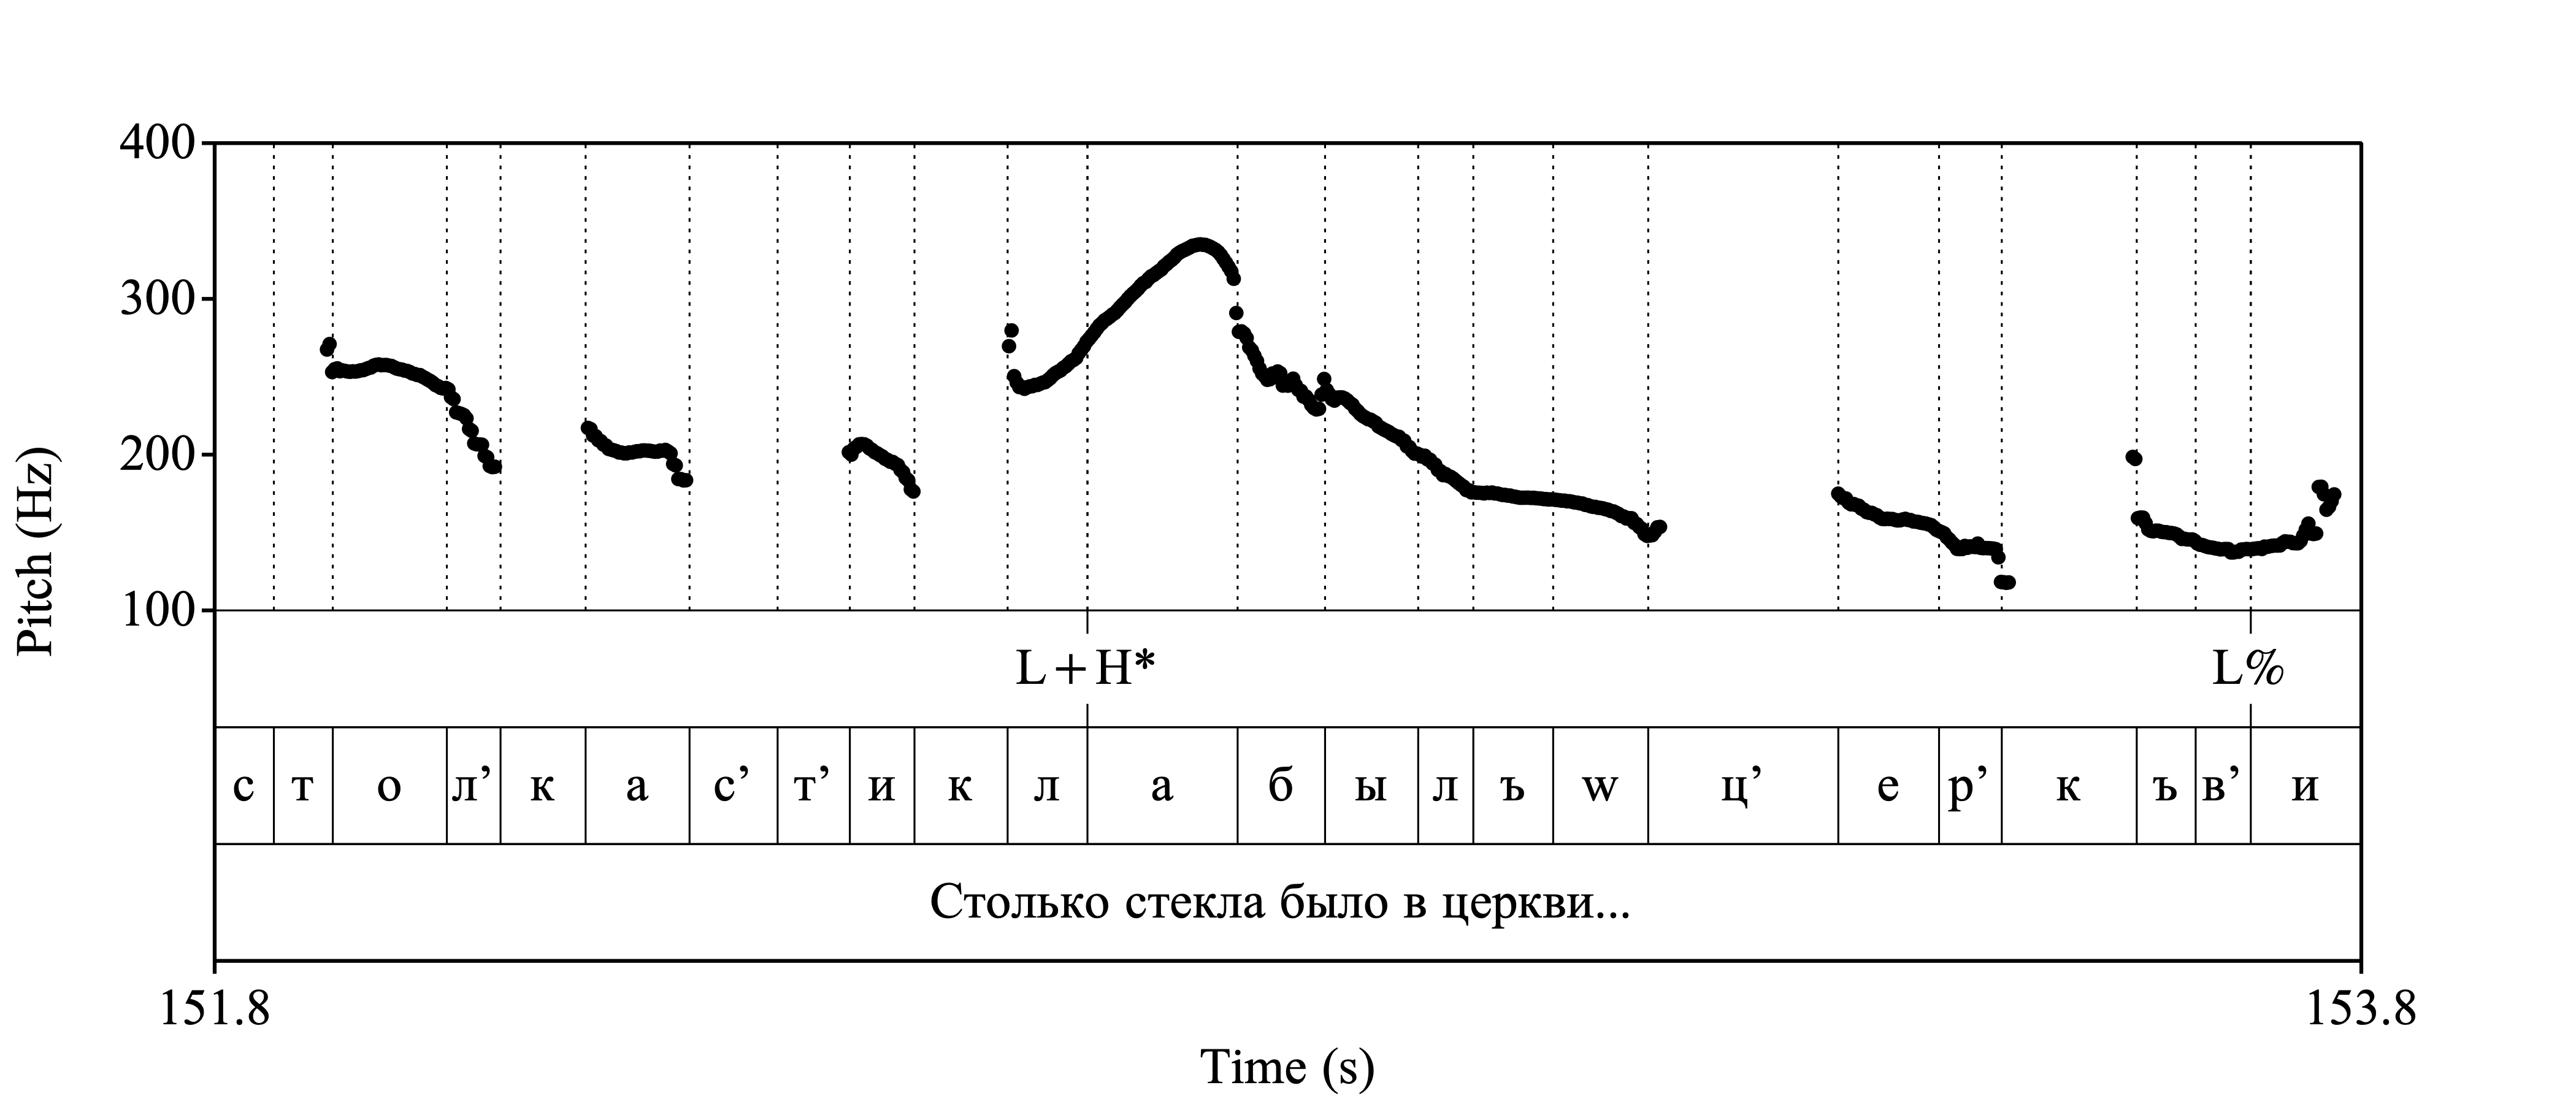 400
300
200
100
Pitch (Hz)
L+H* L%
с т о л’ к а с’ т’ и к л а б ы л ъ w ц’ е р’ к ъ в’ и
Столько стекла было в церкви...
151.8 153.8
Time (s)